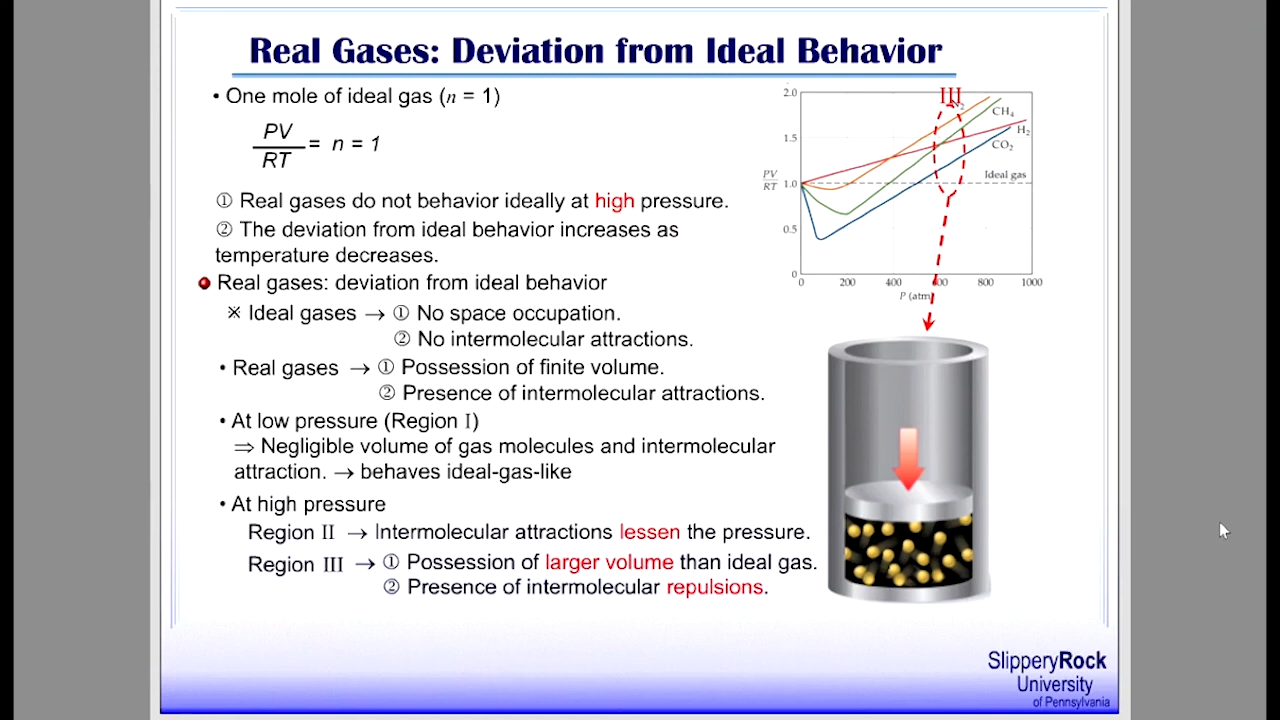 Real Gases: Deviation from Ideal Behavior
• One mole of ideal gas (n = 1)
PV
RT
= n = 1
① Real gases do not behavior ideally at high pressure.
② The deviation from ideal behavior increases as
temperature decreases.
Real gases: deviation from ideal behavior
※ Ideal gases → ① No space occupation.
② No intermolecular attractions.
• Real gases → ① Possession of finite volume.
② Presence of intermolecular attractions.
• At low pressure (Region I)
⇒ Negligible volume of gas molecules and intermolecular
attraction. → behaves ideal-gas-like
• At high pressure
Region II → Intermolecular attractions lessen the pressure.
Region III → ① Possession of larger volume than ideal gas.
② Presence of intermolecular repulsions.
2.0
1.5
1.0
0.5
0
PV
RT
III
CH₄
H₂
CO₂
Ideal gas
0 200 400 800 1000
P (atm)
SlipperyRock
University
of Pennsylvania